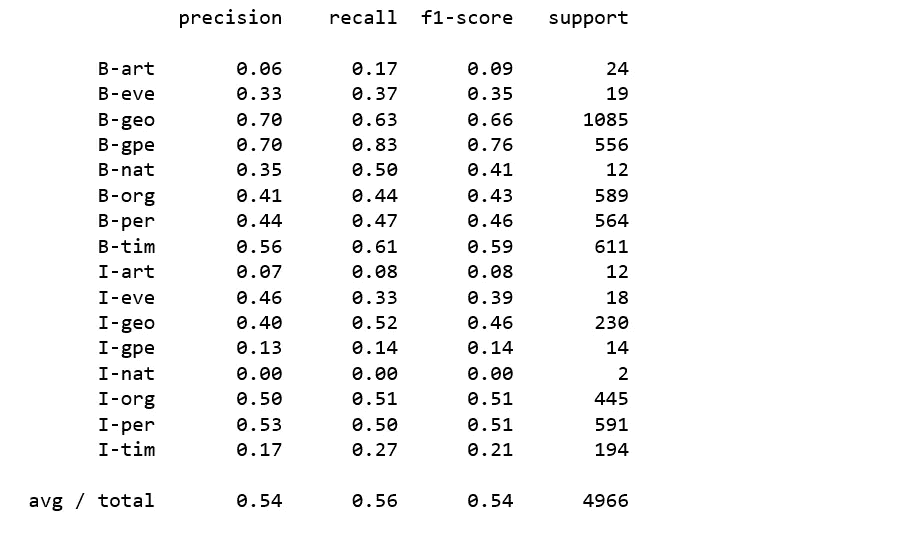 precision recall f1-score support
B-art 0.06 0.17 0.09 24
B-eve 0.33 0.37 0.35 19
B-geo 0.70 0.63 0.66 1085
B-gpe 0.70 0.83 0.76 556
B-nat 0.35 0.50 0.41 12
B-org 0.41 0.44 0.43 589
B-per 0.44 0.47 0.46 564
B-tim 0.56 0.61 0.59 611
I-art 0.07 0.08 0.08 12
I-eve 0.46 0.33 0.39 18
I-geo 0.40 0.52 0.46 230
I-gpe 0.13 0.14 0.14 14
I-nat 0.00 0.00 0.00 2
I-org 0.50 0.51 0.51 445
I-per 0.53 0.50 0.51 591
I-tim 0.17 0.27 0.21 194
avg / total 0.54 0.56 0.54 4966